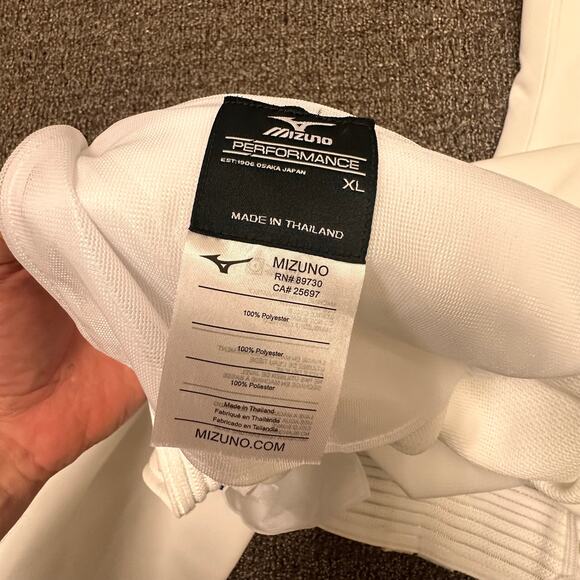 MIZUNO
PERFORMANCE
EST. 1906 OSAKA JAPAN
XL
MADE IN THAILAND
MIZUNO
RN# 89730
CA# 25697
100% Polyester
100% Polyester
100% Polyester
Made in Thailand
Fabriqué en Thaïlande
Fabricado en Tailandia
MIZUNO.COM